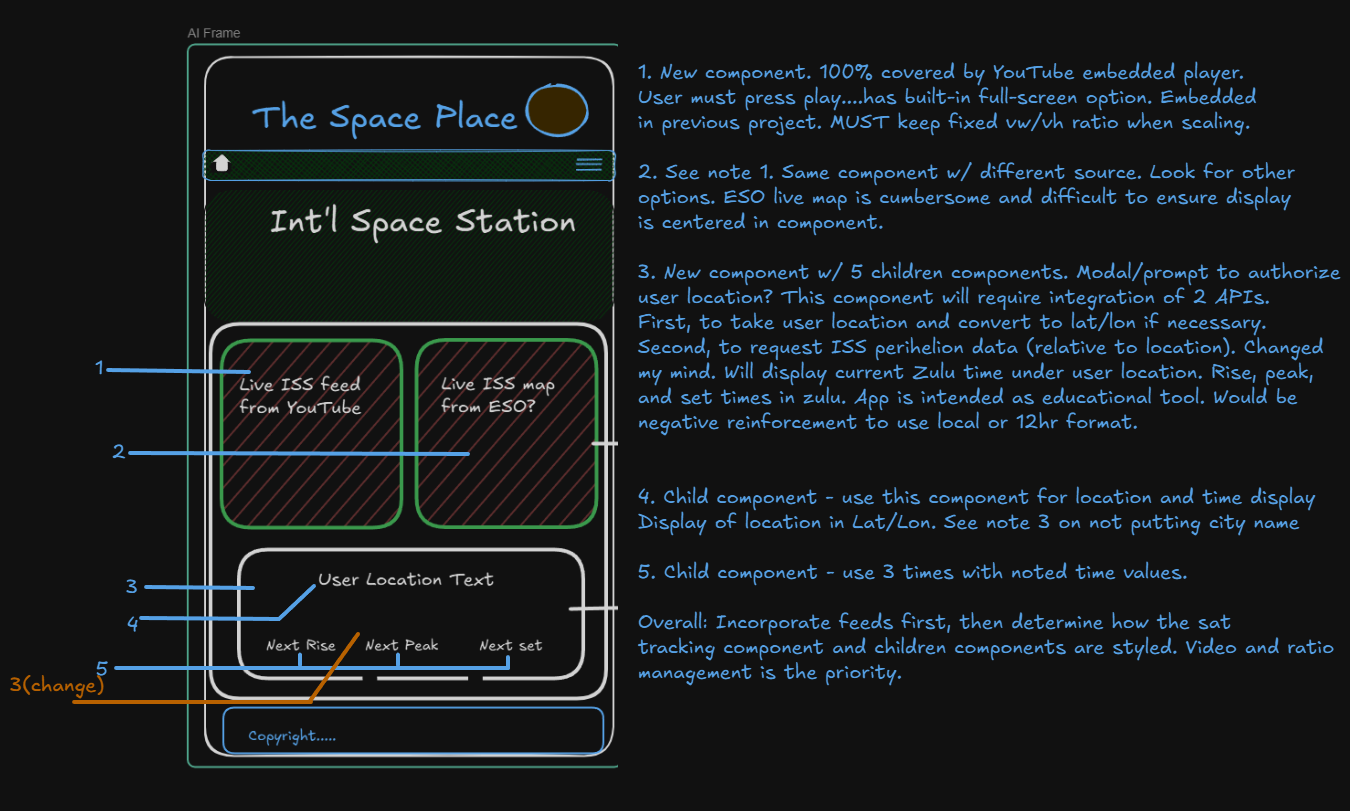 AI Frame
The Space Place
Int'l Space Station
1
Live ISS feed
from YouTube
Live ISS map
from ESO?
2
3
User Location Text
4
Next Rise
Next Peak
Next set
5
3(change)
Copyright.....
1. New component. 100% covered by YouTube embedded player.
User must press play....has built-in full-screen option. Embedded
in previous project. MUST keep fixed vw/vh ratio when scaling.
2. See note 1. Same component w/ different source. Look for other
options. ESO live map is cumbersome and difficult to ensure display
is centered in component.
3. New component w/ 5 children components. Modal/prompt to authorize
user location? This component will require integration of 2 APIs.
First, to take user location and convert to lat/lon if necessary.
Second, to request ISS perihelion data (relative to location). Changed
my mind. Will display current Zulu time under user location. Rise, peak,
and set times in zulu. App is intended as educational tool. Would be
negative reinforcement to use local or 12hr format.
4. Child component - use this component for location and time display
Display of location in Lat/Lon. See note 3 on not putting city name
5. Child component - use 3 times with noted time values.
Overall: Incorporate feeds first, then determine how the sat
tracking component and children components are styled. Video and ratio
management is the priority.